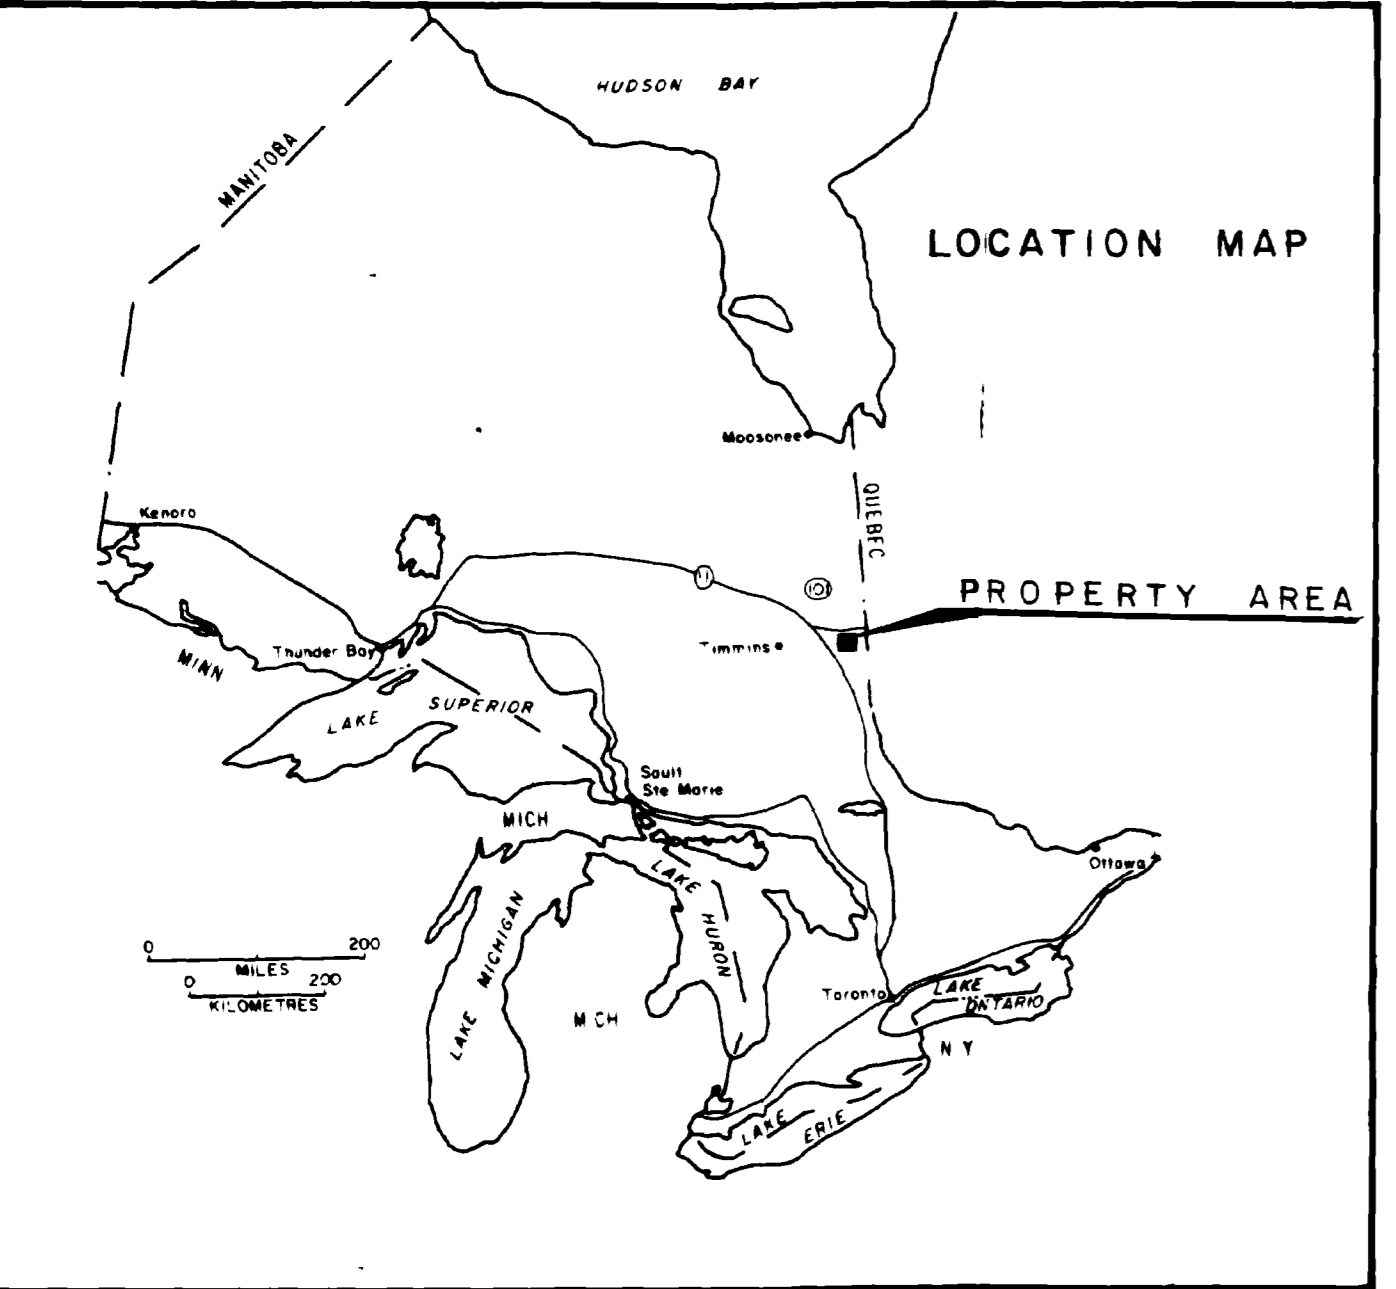 HUDSON BAY
MANITOBA
LOCATION MAP
Moosonee
QUEBEC
Kenora
11
101
PROPERTY AREA
Timmins
Thunder Bay
MINN
LAKE SUPERIOR
Sault
Ste Marie
MICH
Ottawa
LAKE HURON
LAKE MICHIGAN
0 200
MILES
0 200
KILOMETRES
M CH
Toronto
LAKE
ONTARIO
N Y
LAKE ERIE